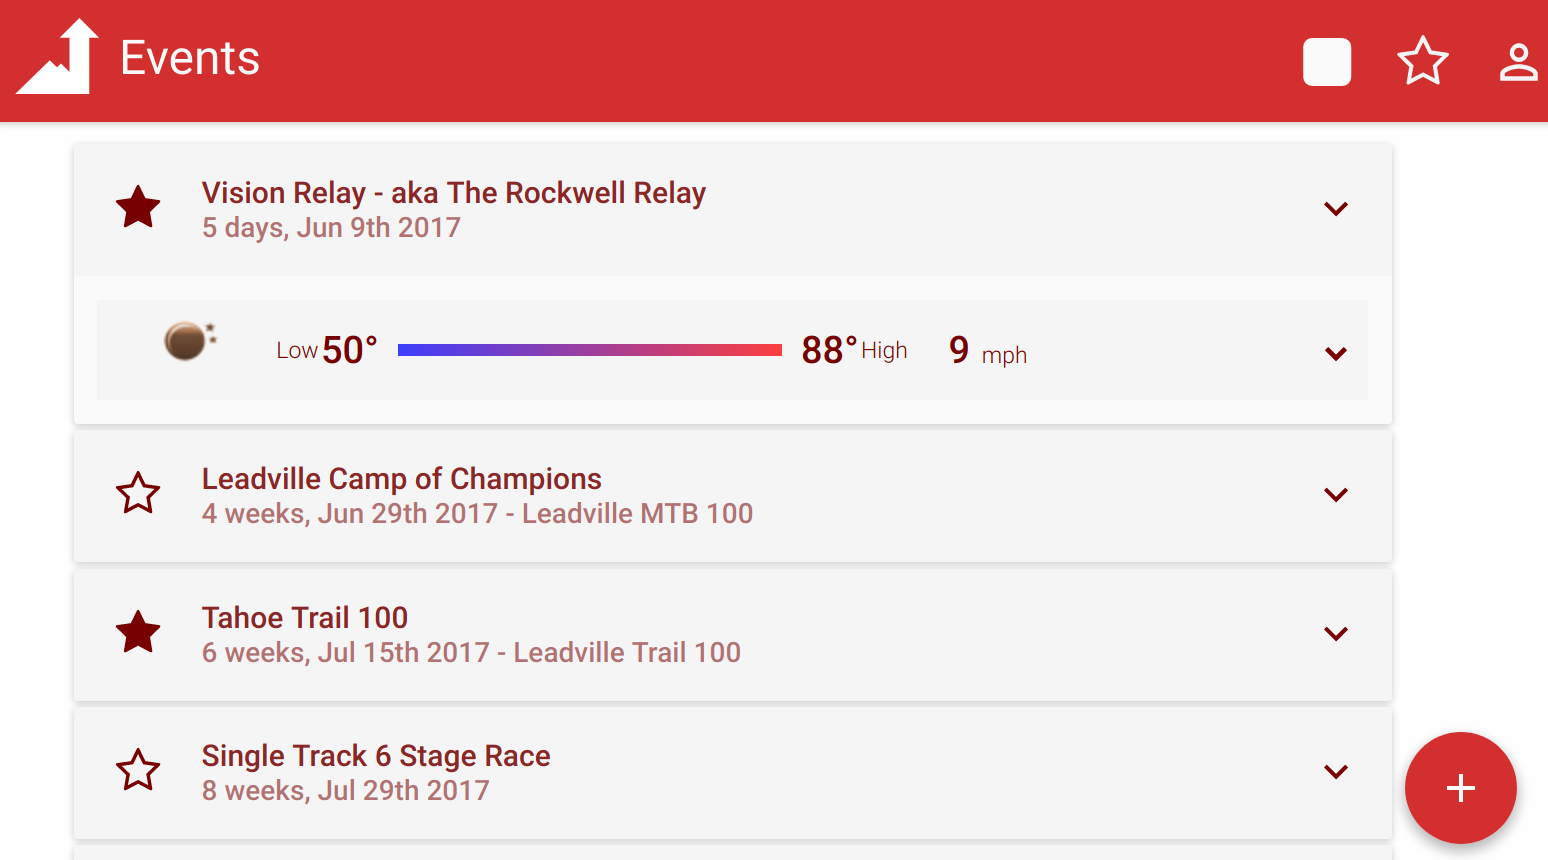 Events
Vision Relay - aka The Rockwell Relay
5 days, Jun 9th 2017
Low 50° 88° High 9 mph
Leadville Camp of Champions
4 weeks, Jun 29th 2017 - Leadville MTB 100
Tahoe Trail 100
6 weeks, Jul 15th 2017 - Leadville Trail 100
Single Track 6 Stage Race
8 weeks, Jul 29th 2017
+